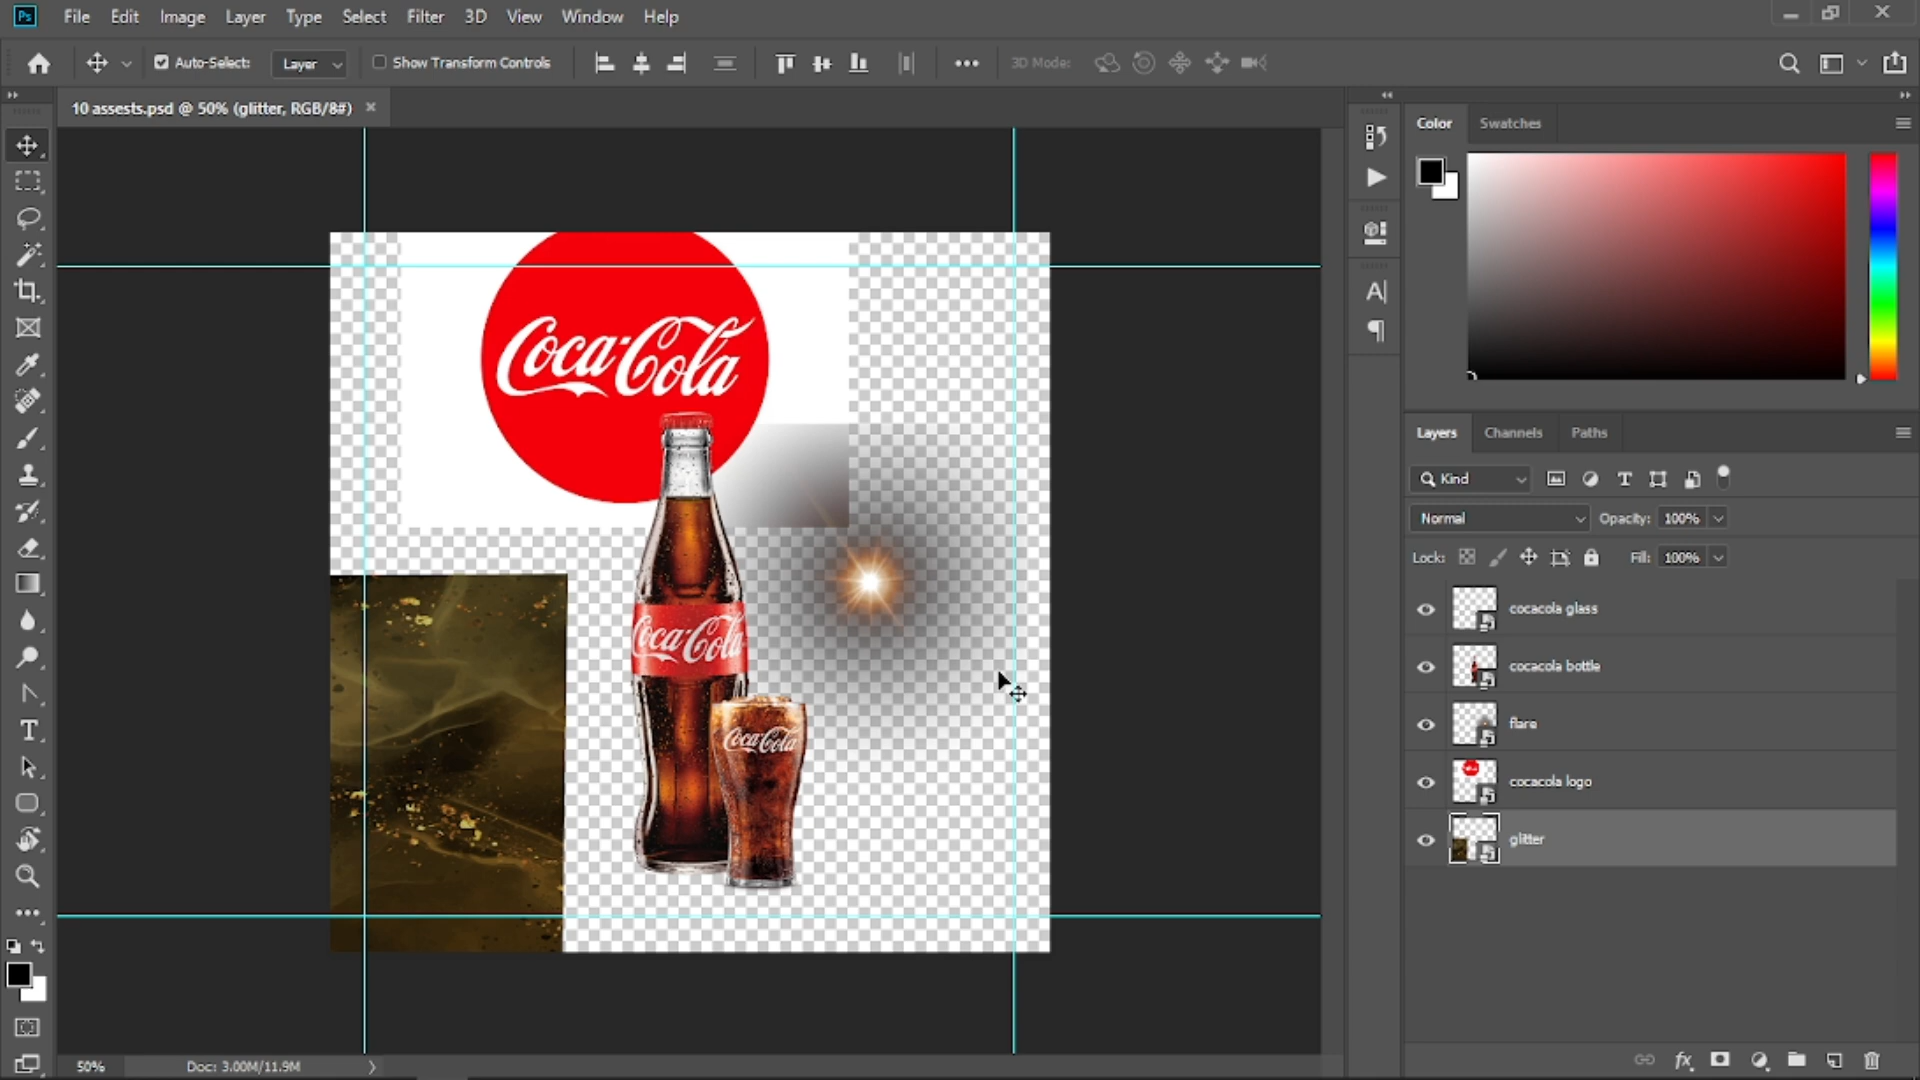 Ps File Edit Image Layer Type Select Filter 3D View Window Help
Auto-Select: Layer Show Transform Controls 3D Mode:
10 assests.psd @ 50% (glitter, RGB/8#)
Color Swatches
Coca-Cola
Coca-Cola
Coca-Cola
Layers Channels Paths
Kind
Normal Opacity: 100%
Lock: Fill: 100%
cocacola glass
cocacola bottle
flare
cocacola logo
glitter
50% Doc: 3.00M/11.9M